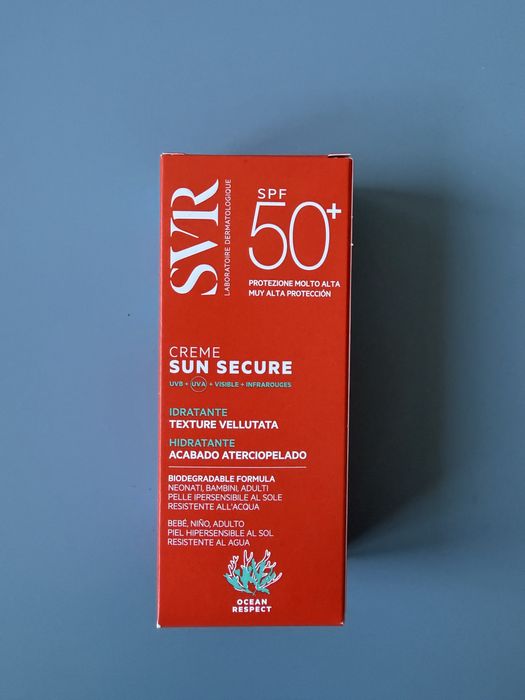 SVR
LABORATOIRE DERMATOLOGIQUE
SPF
50+
PROTEZIONE MOLTO ALTA
MUY ALTA PROTECCIÓN
CREME
SUN SECURE
UVB + UVA + VISIBLE + INFRAROUGES
IDRATANTE
TEXTURE VELLUTATA
HIDRATANTE
ACABADO ATERCIOPELADO
BIODEGRADABLE FORMULA
NEONATI, BAMBINI, ADULTI
PELLE IPERSENSIBILE AL SOLE
RESISTENTE ALL'ACQUA
BEBÉ, NIÑO, ADULTO
PIEL HIPERSENSIBLE AL SOL
RESISTENTE AL AGUA
OCEAN
RESPECT